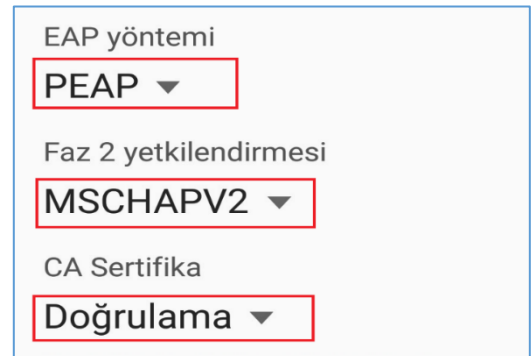 EAP yöntemi
PEAP
Faz 2 yetkilendirmesi
MSCHAPV2
CA Sertifika
Doğrulama